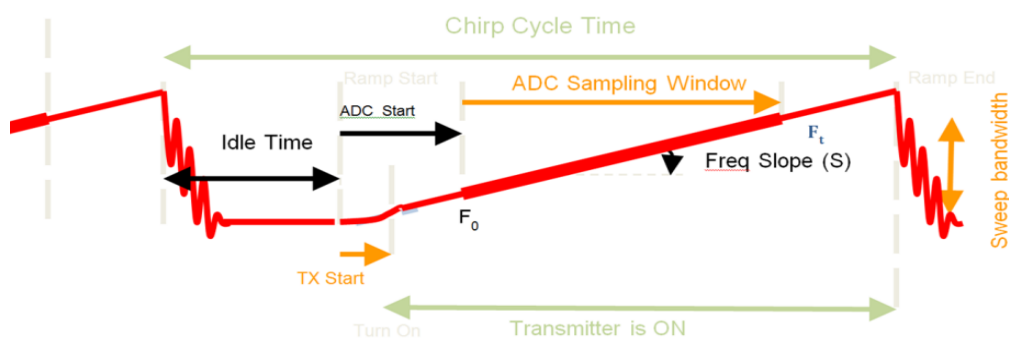 Chirp Cycle Time
Ramp Start
ADC Sampling Window
Ramp End
ADC Start
Idle Time
Fₜ
Freq Slope (S)
Sweep bandwidth
F₀
TX Start
Turn On
Transmitter is ON